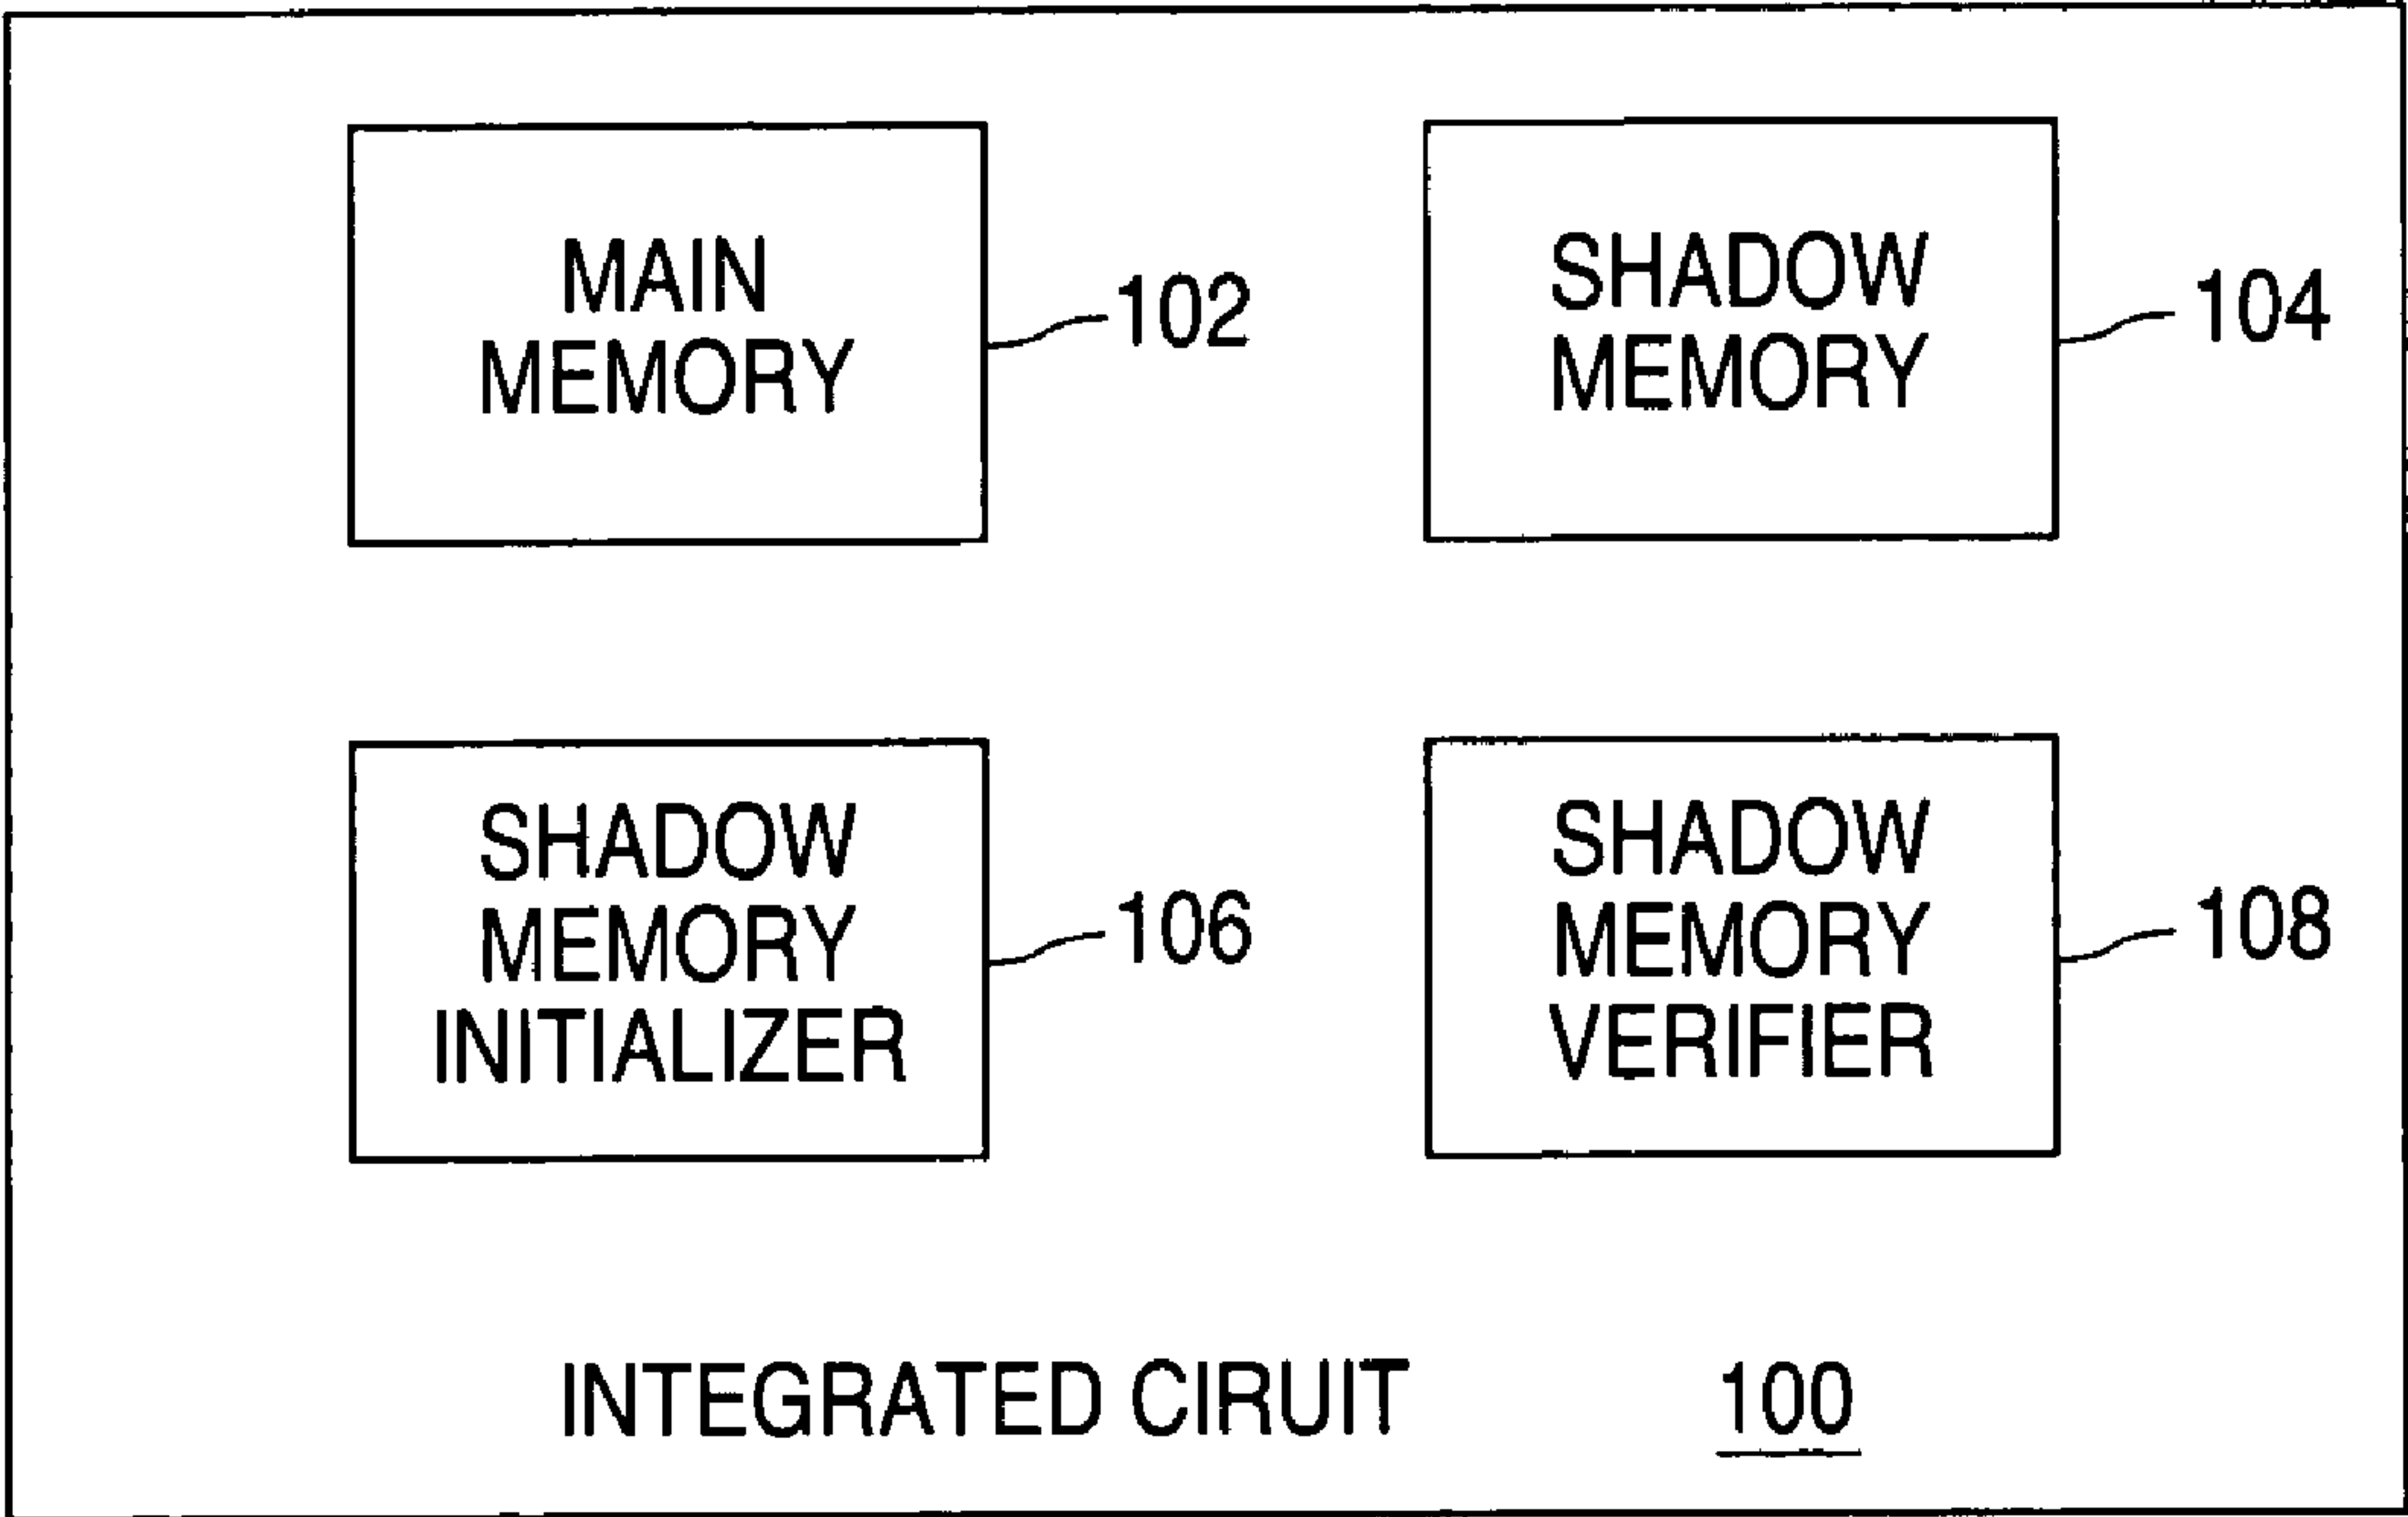 MAIN
MEMORY
102
SHADOW
MEMORY
104
SHADOW
MEMORY
INITIALIZER
106
SHADOW
MEMORY
VERIFIER
108
INTEGRATED CIRUIT
100